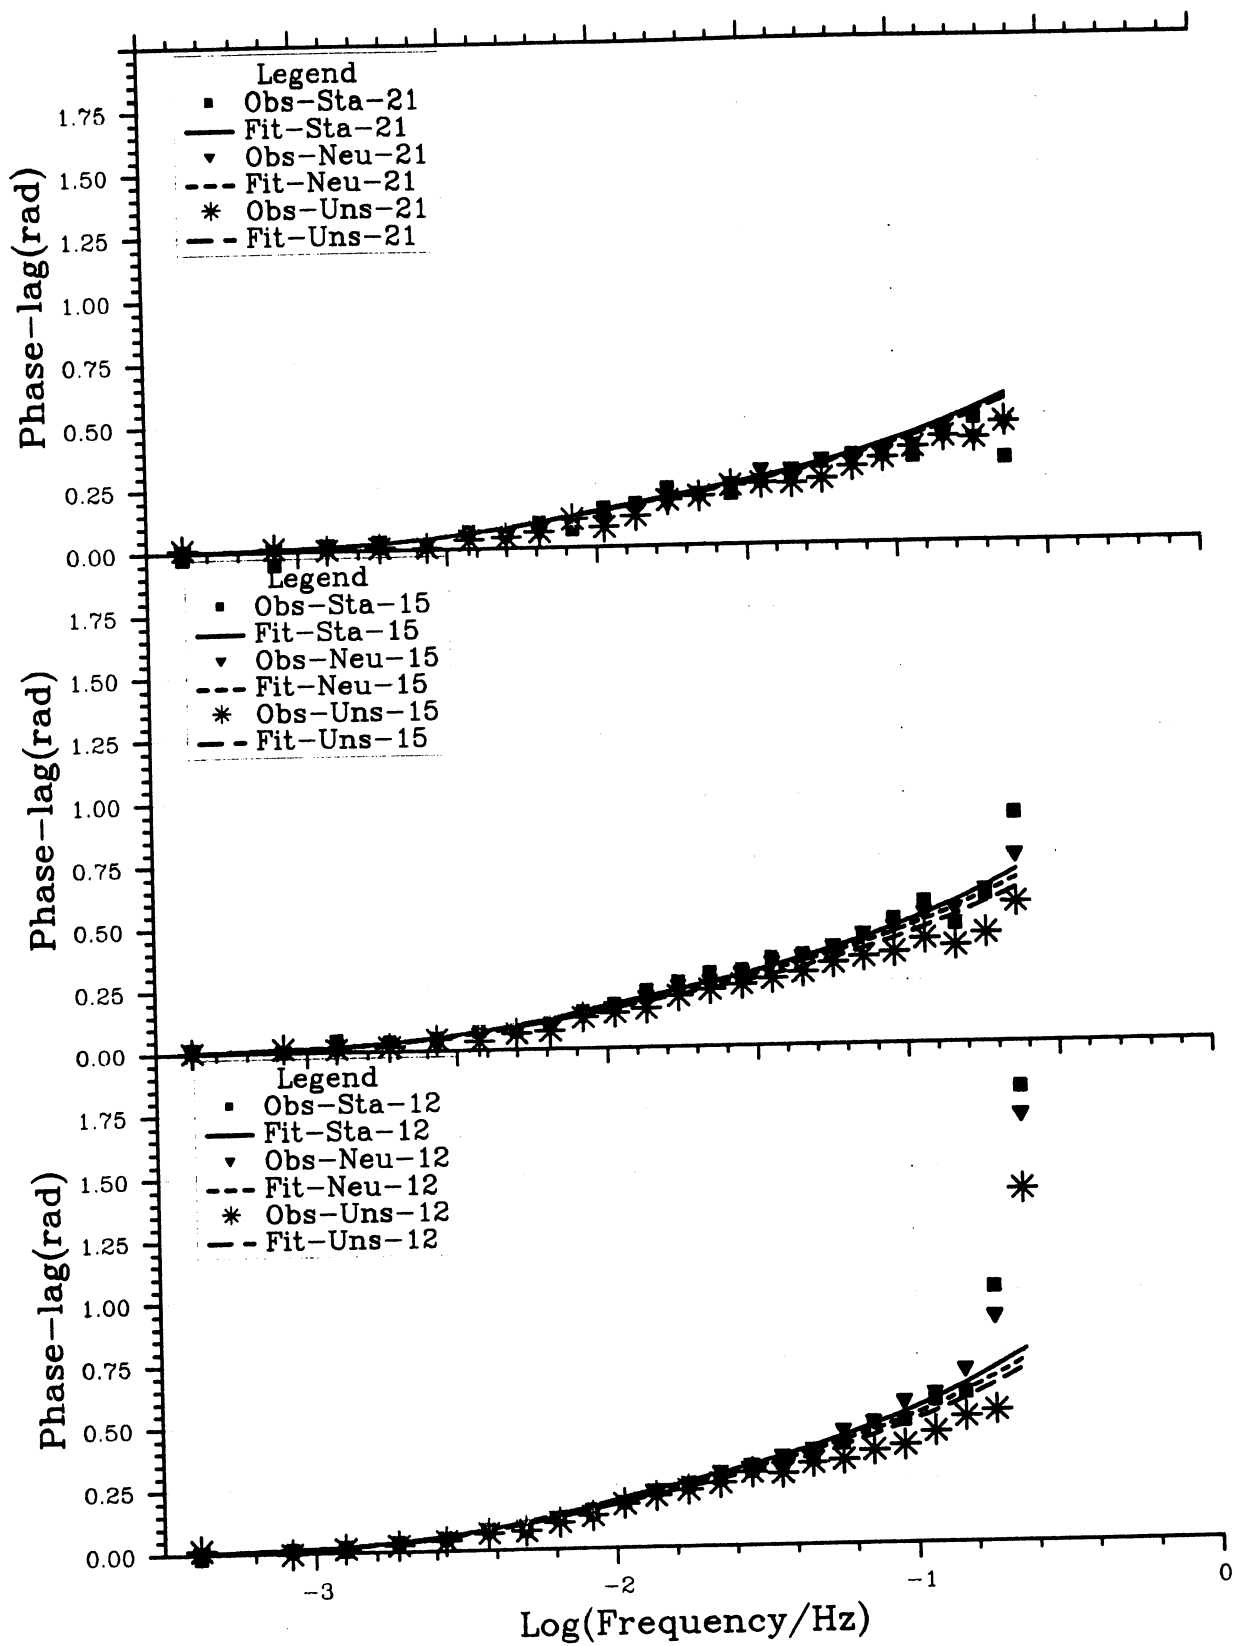 Legend
Obs-Sta-21
Fit-Sta-21
Obs-Neu-21
Fit-Neu-21
Obs-Uns-21
Fit-Uns-21
1.75
1.50
1.25
1.00
0.75
0.50
0.25
0.00
Phase-lag(rad)
Legend
Obs-Sta-15
Fit-Sta-15
Obs-Neu-15
Fit-Neu-15
Obs-Uns-15
Fit-Uns-15
1.75
1.50
1.25
1.00
0.75
0.50
0.25
0.00
Phase-lag(rad)
Legend
Obs-Sta-12
Fit-Sta-12
Obs-Neu-12
Fit-Neu-12
Obs-Uns-12
Fit-Uns-12
1.75
1.50
1.25
1.00
0.75
0.50
0.25
0.00
Phase-lag(rad)
-3 -2 -1 0
Log(Frequency/Hz)